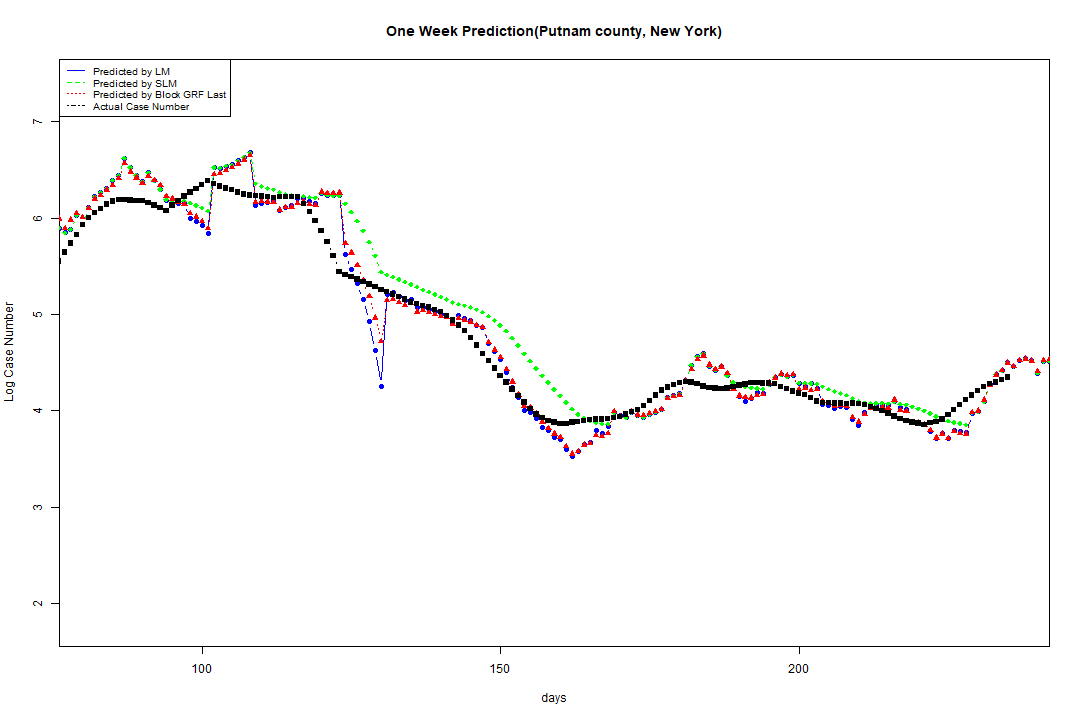 One Week Prediction(Putnam county, New York)
Predicted by LM
Predicted by SLM
Predicted by Block GRF Last
Actual Case Number
7
6
5
4
3
2
Log Case Number
100
150
200
days